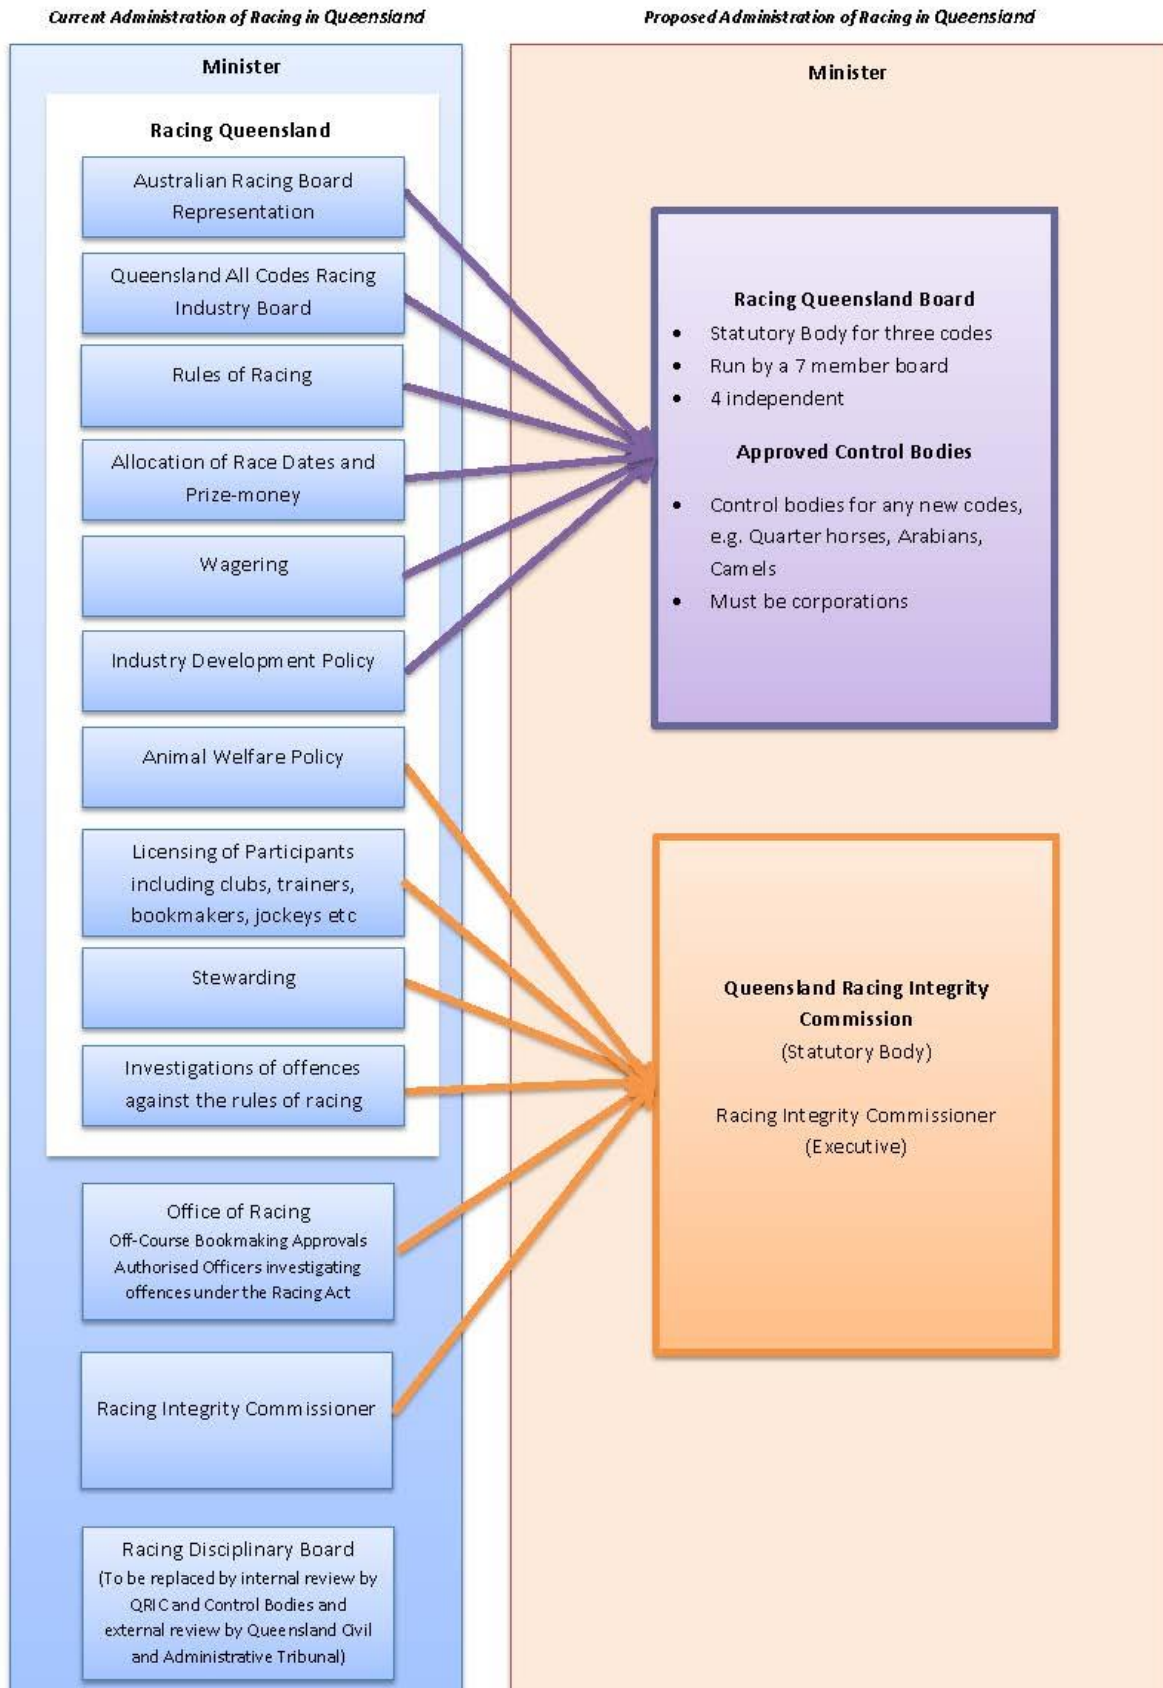 Current Administration of Racing in Queensland
Proposed Administration of Racing in Queensland
Minister
Racing Queensland
Australian Racing Board
Representation
Queensland All Codes Racing
Industry Board
Rules of Racing
Allocation of Race Dates and
Prize-money
Wagering
Industry Development Policy
Animal Welfare Policy
Licensing of Participants
including clubs, trainers,
bookmakers, jockeys etc
Stewarding
Investigations of offences
against the rules of racing
Office of Racing
Off-Course Bookmaking Approvals
Authorised Officers investigating
offences under the Racing Act
Racing Integrity Commissioner
Racing Disciplinary Board
(To be replaced by internal review by
QRIC and Control Bodies and
external review by Queensland Civil
and Administrative Tribunal)
Minister
Racing Queensland Board
• Statutory Body for three codes
• Run by a 7 member board
• 4 independent
Approved Control Bodies
• Control bodies for any new codes,
e.g. Quarter horses, Arabians,
Camels
• Must be corporations
Queensland Racing Integrity
Commission
(Statutory Body)
Racing Integrity Commissioner
(Executive)